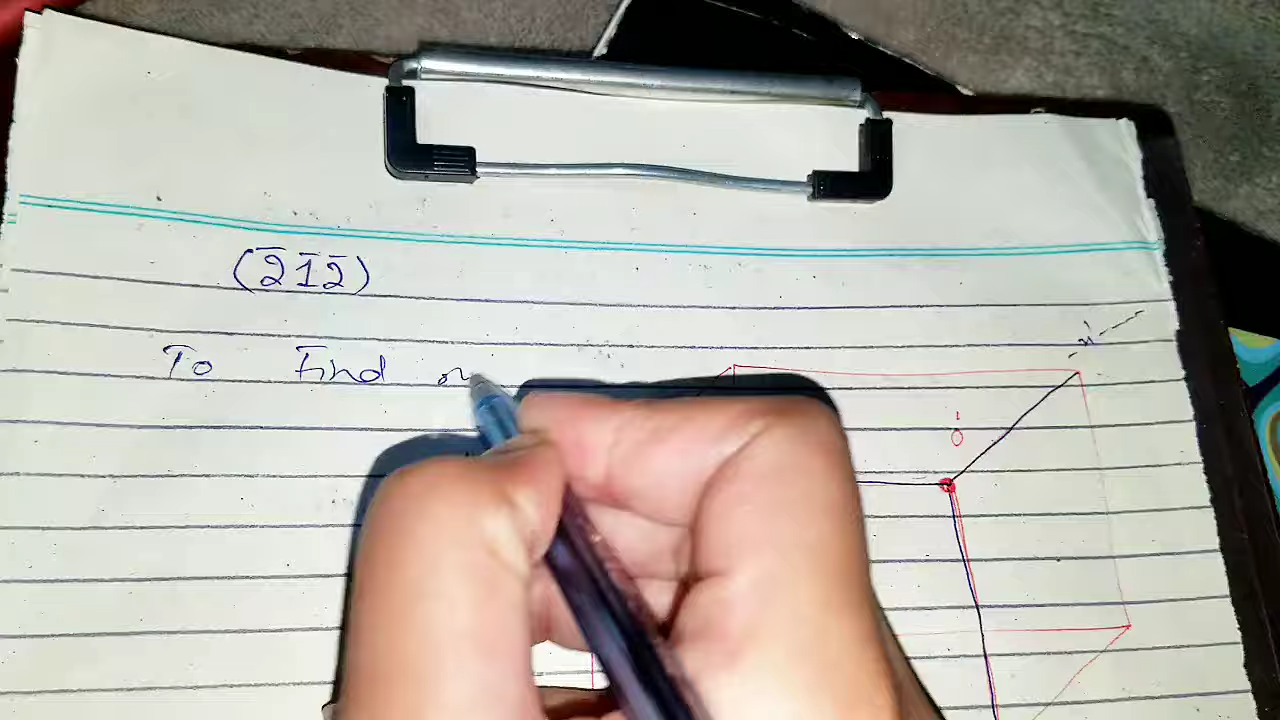 (2̅1̅2̅)
To Find
x'
o'